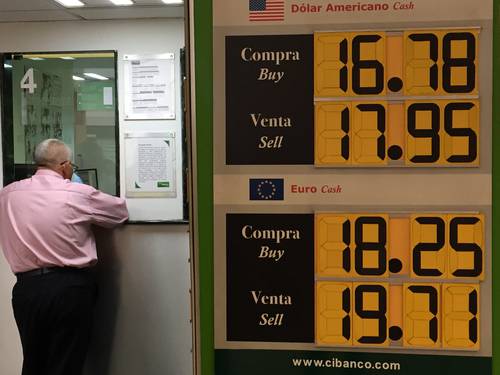 4
Dólar Americano Cash
Compra
Buy
16.78
Venta
Sell
17.95
Euro Cash
Compra
Buy
18.25
Venta
Sell
19.71
www.cibanco.com